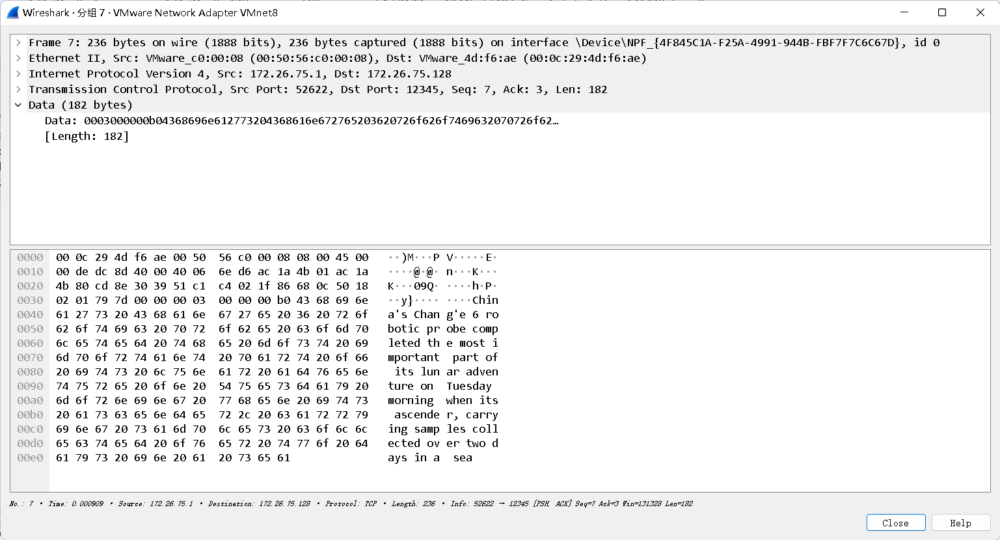 Wireshark · 分组 7 · VMware Network Adapter VMnet8
Frame 7: 236 bytes on wire (1888 bits), 236 bytes captured (1888 bits) on interface \Device\NPF_{4F845C1A-F25A-4991-944B-FBF7F7C6C67D}, id 0
Ethernet II, Src: VMware_c0:00:08 (00:50:56:c0:00:08), Dst: VMware_4d:f6:ae (00:0c:29:4d:f6:ae)
Internet Protocol Version 4, Src: 172.26.75.1, Dst: 172.26.75.128
Transmission Control Protocol, Src Port: 52622, Dst Port: 12345, Seq: 7, Ack: 3, Len: 182
Data (182 bytes)
Data: 0003000000b04368696e612773204368616e672765203620726f626f7469632070726f62…
[Length: 182]
0000 00 0c 29 4d f6 ae 00 50 56 c0 00 08 08 00 45 00 ··)M···P V·····E·
0010 00 de dc 8d 40 00 40 06 6e d6 ac 1a 4b 01 ac 1a ····@·@· n···K···
0020 4b 80 cd 8e 30 39 51 c1 c4 02 1f 86 68 0c 50 18 K···09Q· ····h·P·
0030 02 01 79 7d 00 00 00 03 00 00 00 b0 43 68 69 6e ··y}···· ····Chin
0040 61 27 73 20 43 68 61 6e 67 27 65 20 36 20 72 6f a's Chan g'e 6 ro
0050 62 6f 74 69 63 20 70 72 6f 62 65 20 63 6f 6d 70 botic pr obe comp
0060 6c 65 74 65 64 20 74 68 65 20 6d 6f 73 74 20 69 leted th e most i
0070 6d 70 6f 72 74 61 6e 74 20 70 61 72 74 20 6f 66 mportant part of
0080 20 69 74 73 20 6c 75 6e 61 72 20 61 64 76 65 6e its lun ar adven
0090 74 75 72 65 20 6f 6e 20 54 75 65 73 64 61 79 20 ture on Tuesday
00a0 6d 6f 72 6e 69 6e 67 20 77 68 65 6e 20 69 74 73 morning when its
00b0 20 61 73 63 65 6e 64 65 72 2c 20 63 61 72 72 79 ascende r, carry
00c0 69 6e 67 20 73 61 6d 70 6c 65 73 20 63 6f 6c 6c ing samp les coll
00d0 65 63 74 65 64 20 6f 76 65 72 20 74 77 6f 20 64 ected ov er two d
00e0 61 79 73 20 69 6e 20 61 20 73 65 61 ays in a sea
No.: 7 · Time: 0.000909 · Source: 172.26.75.1 · Destination: 172.26.75.128 · Protocol: TCP · Length: 236 · Info: 52622 → 12345 [PSH, ACK] Seq=7 Ack=3 Win=131328 Len=182
Close
Help